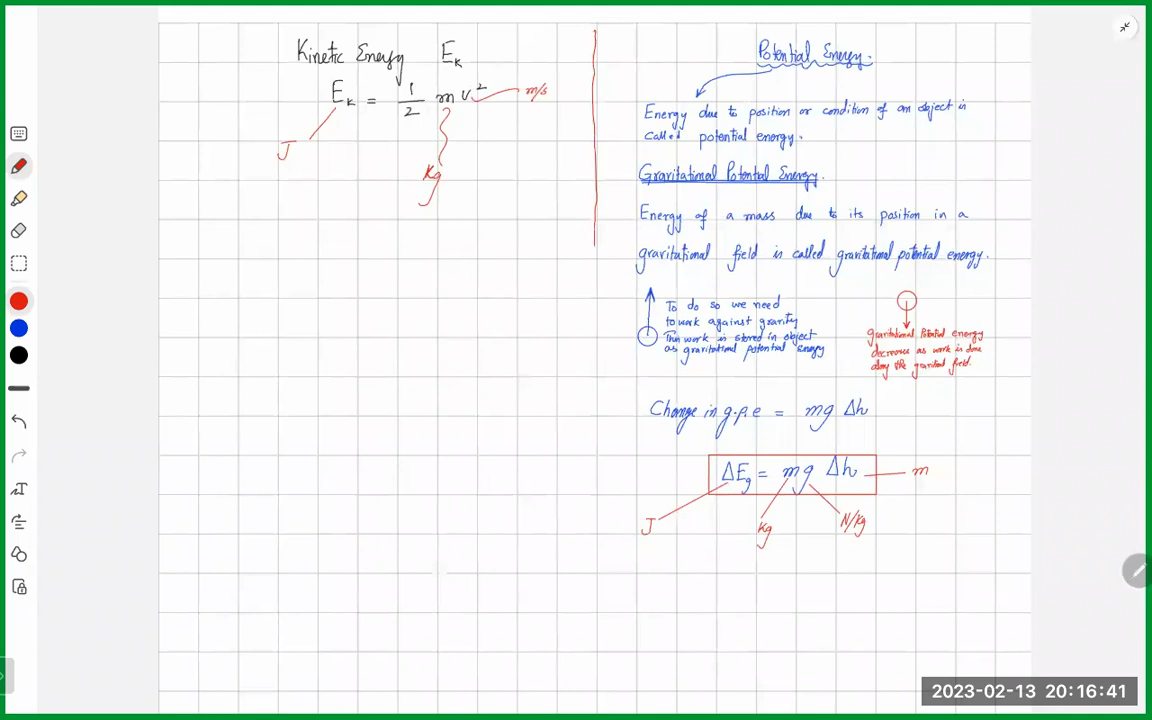 Kinetic Energy Ek
Ek = 1/2 mv²
m/s
J
Kg
Potential Energy.
Energy due to position or condition of an object is
called potential energy.
Gravitational Potential Energy.
Energy of a mass due to its position in a
gravitational field is called gravitational potential energy.
To do so we need
to work against gravity
This work is stored in object
as gravitational potential energy
gravitational potential energy
decrease as work is done
along the field.
Change in g.p.e = mg Δh
ΔEg = mg Δh
m
J
Kg
N/Kg
2023-02-13 20:16:41